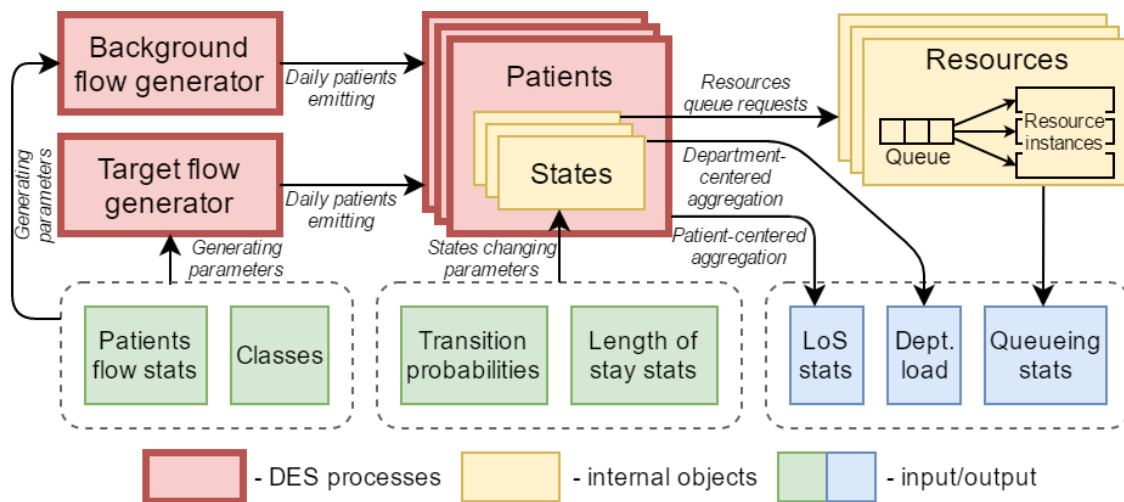 Background
flow generator
Daily patients
emitting
Patients
Resources
queue requests
Resources
Queue
Resource
instances
Generating
parameters
Target flow
generator
Daily patients
emitting
States
Department-
centered
aggregation
Generating
parameters
States changing
parameters
Patient-centered
aggregation
Patients
flow stats
Classes
Transition
probabilities
Length of
stay stats
LoS
stats
Dept.
load
Queueing
stats
- DES processes
- internal objects
- input/output